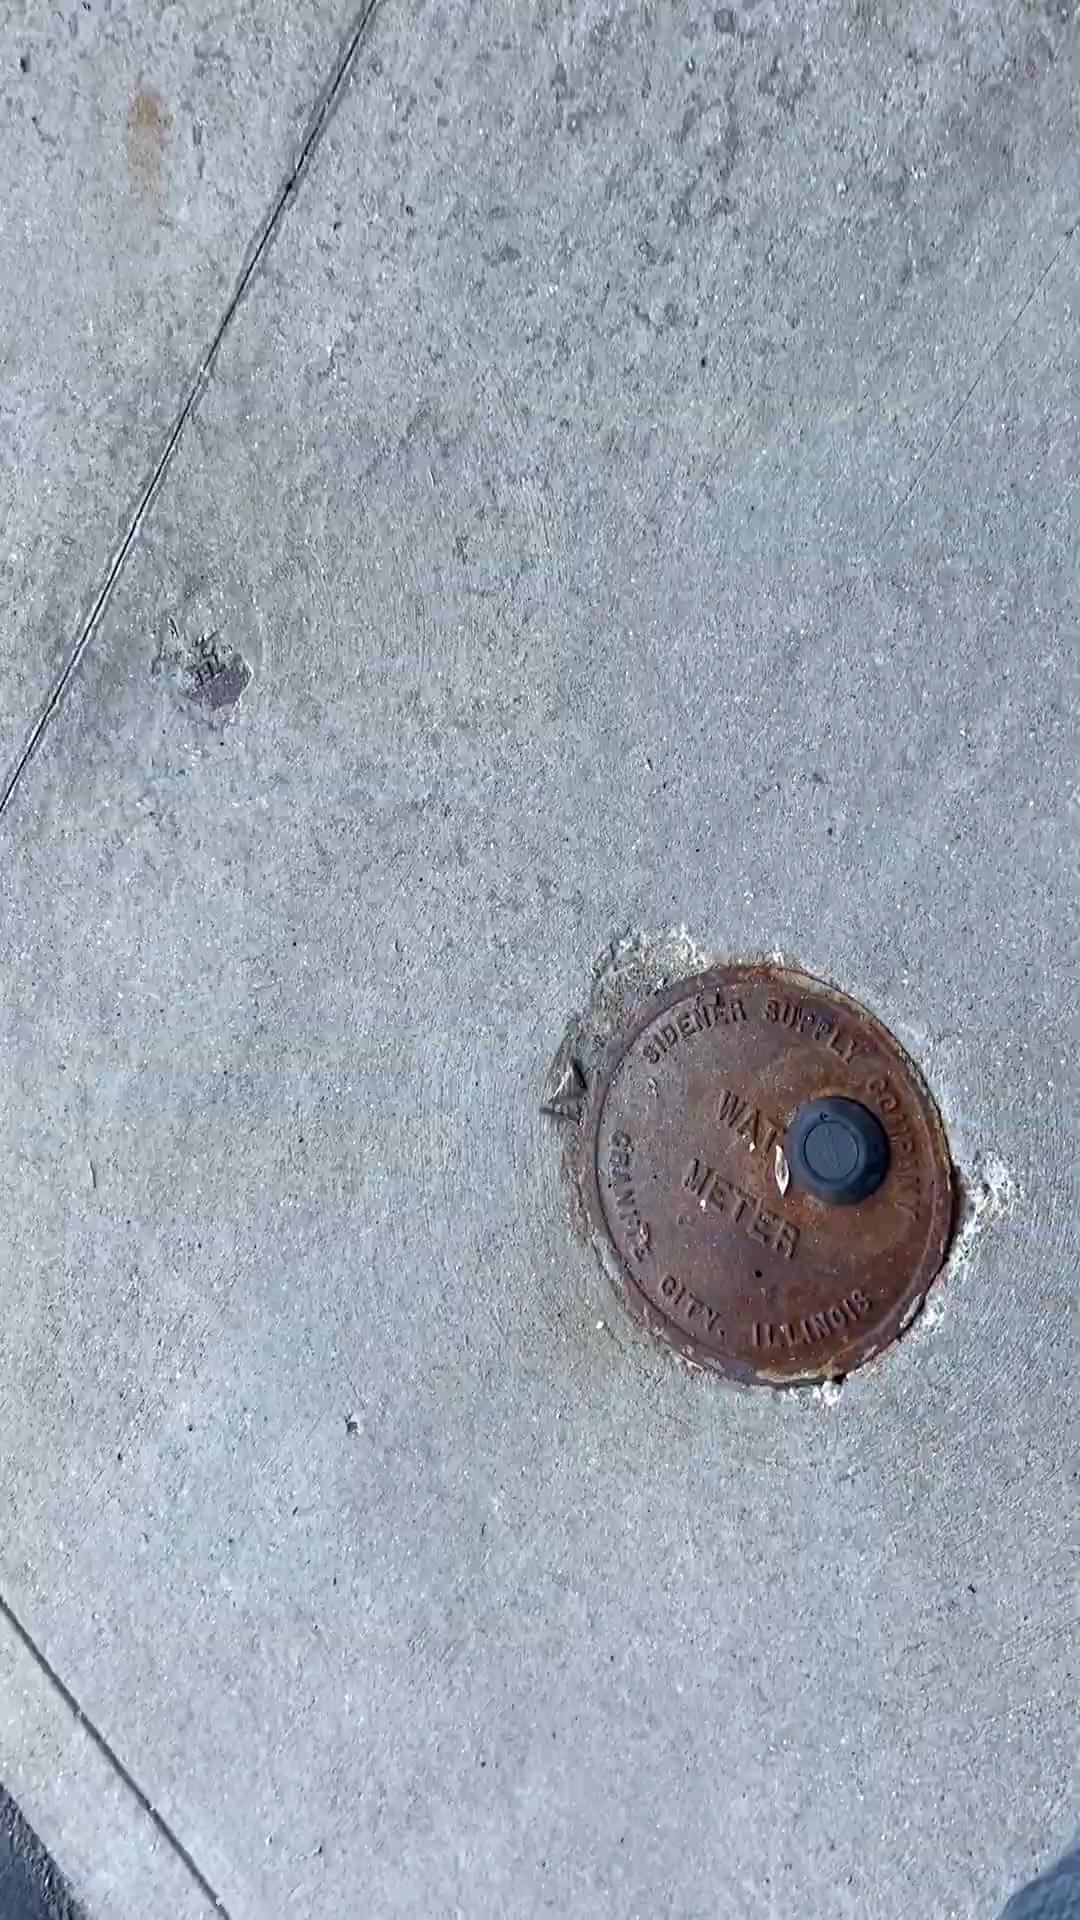 SIDENER SUPPLY COMPANY
WAT
METER
GRANITE CITY, ILLINOIS